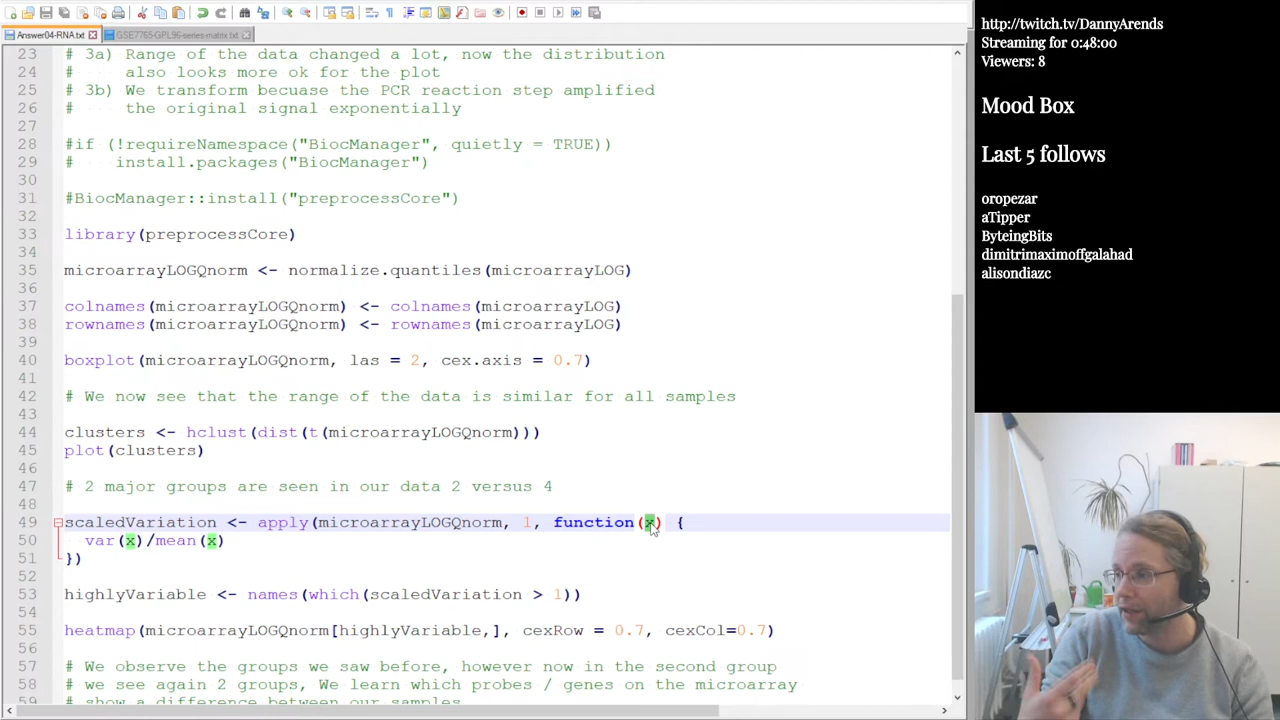 Answer04-RNA.txt GSE7765-GPL96-series-matrix.txt
23 # 3a) Range of the data changed a lot, now the distribution
24 # also looks more ok for the plot
25 # 3b) We transform becuase the PCR reaction step amplified
26 # the original signal exponentially
27
28 #if (!requireNamespace("BiocManager", quietly = TRUE))
29 # install.packages("BiocManager")
30
31 #BiocManager::install("preprocessCore")
32
33 library(preprocessCore)
34
35 microarrayLOGQnorm <- normalize.quantiles(microarrayLOG)
36
37 colnames(microarrayLOGQnorm) <- colnames(microarrayLOG)
38 rownames(microarrayLOGQnorm) <- rownames(microarrayLOG)
39
40 boxplot(microarrayLOGQnorm, las = 2, cex.axis = 0.7)
41
42 # We now see that the range of the data is similar for all samples
43
44 clusters <- hclust(dist(t(microarrayLOGQnorm)))
45 plot(clusters)
46
47 # 2 major groups are seen in our data 2 versus 4
48
49 scaledVariation <- apply(microarrayLOGQnorm, 1, function(x) {
50 var(x)/mean(x)
51 })
52
53 highlyVariable <- names(which(scaledVariation > 1))
54
55 heatmap(microarrayLOGQnorm[highlyVariable,], cexRow = 0.7, cexCol=0.7)
56
57 # We observe the groups we saw before, however now in the second group
58 # we see again 2 groups, We learn which probes / genes on the microarray
59 # show a difference between our samples
http://twitch.tv/DannyArends
Streaming for 0:48:00
Viewers: 8
Mood Box
Last 5 follows
oropezar
aTipper
ByteingBits
dimitrimaximoffgalahad
alisondiazc